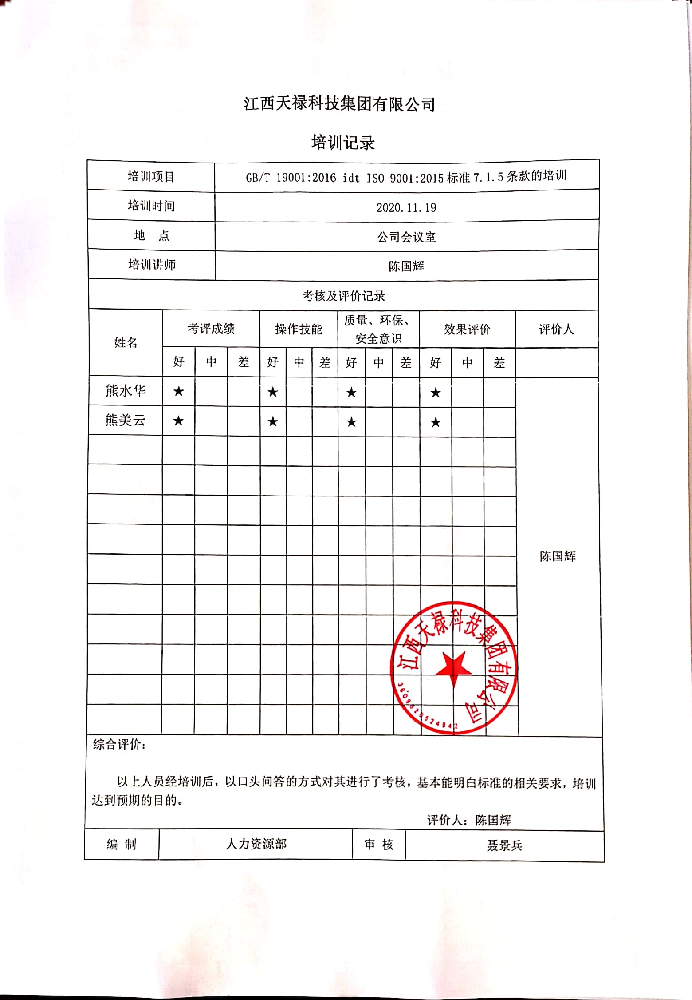 江西天禄科技集团有限公司
培训记录
培训项目 GB/T 19001:2016 idt ISO 9001:2015标准7.1.5条款的培训
培训时间 2020.11.19
地 点 公司会议室
培训讲师 陈国辉
考核及评价记录
姓名 考评成绩 操作技能 质量、环保、安全意识 效果评价 评价人
好 中 差 好 中 差 好 中 差 好 中 差
熊水华 ★ ★ ★ ★
熊美云 ★ ★ ★ ★
陈国辉
江西天禄科技集团有限公司
综合评价：
以上人员经培训后，以口头问答的方式对其进行了考核，基本能明白标准的相关要求，培训
达到预期的目的。
评价人：陈国辉
编 制 人力资源部 审 核 聂景兵